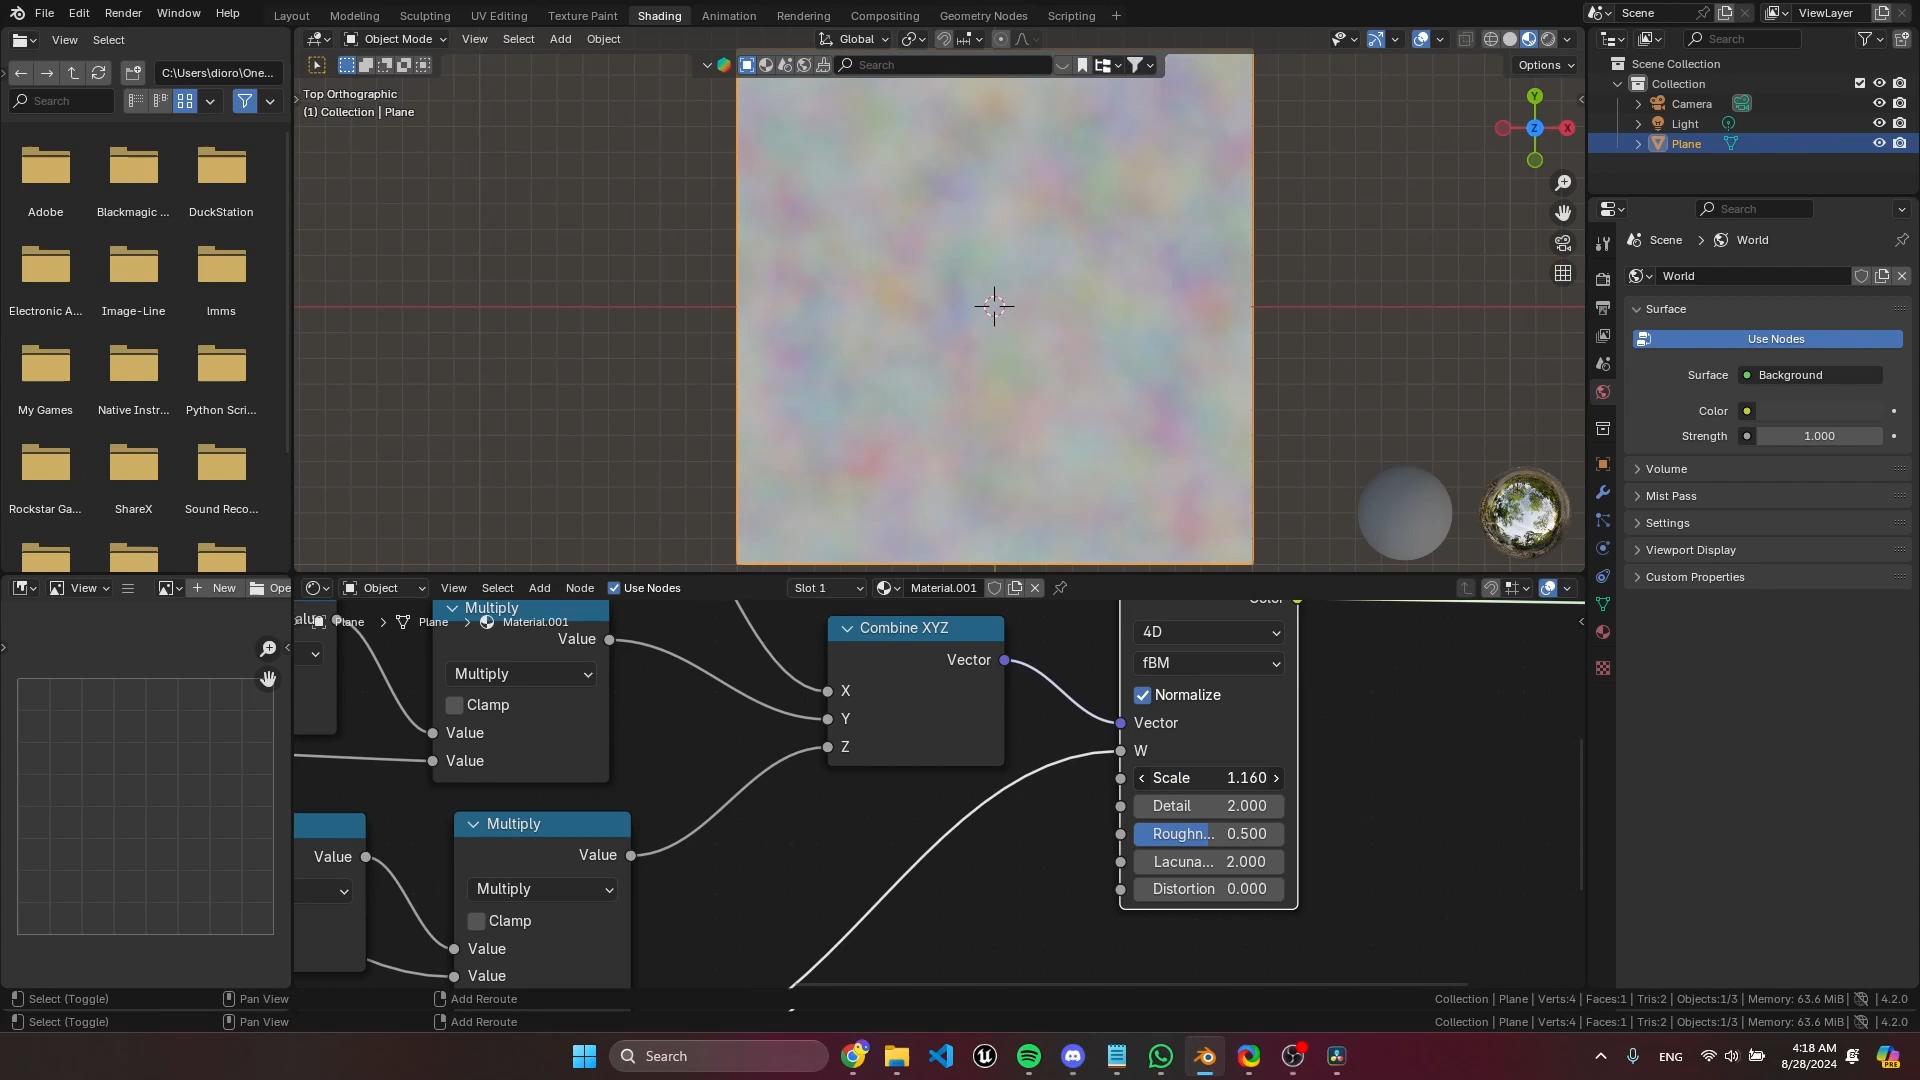 File Edit Render Window Help
Layout Modeling Sculpting UV Editing Texture Paint Shading Animation Rendering Compositing Geometry Nodes Scripting +
Scene ViewLayer
View Select
Object Mode View Select Add Object Global
Search
C:\Users\dioro\One...
Search
Search
Options
Top Orthographic
(1) Collection | Plane
Y
Z X
Scene Collection
Collection
Camera
Light
Plane
Adobe Blackmagic ... DuckStation
Electronic A... Image-Line lmms
My Games Native Instr... Python Scri...
Rockstar Ga... ShareX Sound Reco...
Search
Scene > World
World
Surface
Use Nodes
Surface Background
Color
Strength 1.000
Volume
Mist Pass
Settings
Viewport Display
Custom Properties
View New Ope
Object View Select Add Node Use Nodes Slot 1 Material.001
Plane > Plane > Material.001
Multiply
Value
Multiply
Clamp
Value
Value
Combine XYZ
Vector
X
Y
Z
4D
fBM
Normalize
Vector
W
Scale 1.160
Detail 2.000
Roughn... 0.500
Lacuna... 2.000
Distortion 0.000
Value
Multiply
Value
Multiply
Clamp
Value
Value
Select (Toggle) Pan View Add Reroute Collection | Plane | Verts:4 | Faces:1 | Tris:2 | Objects:1/3 | Memory: 63.6 MiB | 4.2.0
Select (Toggle) Pan View Add Reroute Collection | Plane | Verts:4 | Faces:1 | Tris:2 | Objects:1/3 | Memory: 63.6 MiB | 4.2.0
Search
ENG
4:18 AM
8/28/2024
PRE